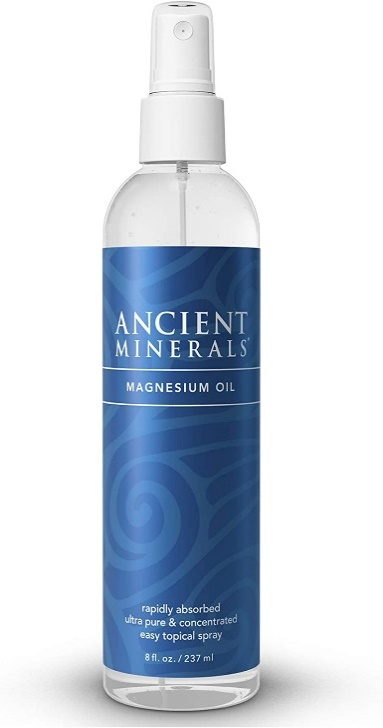 ANCIENT
MINERALS®
MAGNESIUM OIL
rapidly absorbed
ultra pure & concentrated
easy topical spray
8 fl. oz. / 237 ml